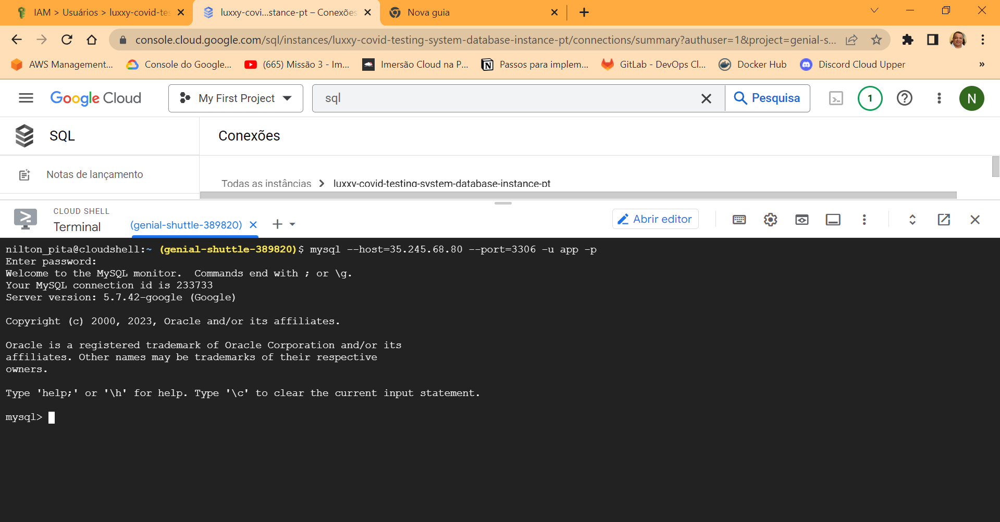 IAM > Usuários > luxxy-covid-tes
luxxy-covi...stance-pt – Conexões
Nova guia
console.cloud.google.com/sql/instances/luxxy-covid-testing-system-database-instance-pt/connections/summary?authuser=1&project=genial-s...
AWS Management...
Console do Google...
(665) Missão 3 - Im...
Imersão Cloud na P...
Passos para implem...
GitLab - DevOps Cl...
Docker Hub
Discord Cloud Upper
»
Google Cloud
My First Project
sql
Pesquisa
1
N
SQL
Conexões
Notas de lançamento
Todas as instâncias > luxxy-covid-testing-system-database-instance-pt
CLOUD SHELL
Terminal
(genial-shuttle-389820)
Abrir editor
nilton_pita@cloudshell:~ (genial-shuttle-389820)$ mysql --host=35.245.68.80 --port=3306 -u app -p
Enter password:
Welcome to the MySQL monitor.  Commands end with ; or \g.
Your MySQL connection id is 233733
Server version: 5.7.42-google (Google)
Copyright (c) 2000, 2023, Oracle and/or its affiliates.
Oracle is a registered trademark of Oracle Corporation and/or its
affiliates. Other names may be trademarks of their respective
owners.
Type 'help;' or '\h' for help. Type '\c' to clear the current input statement.
mysql>